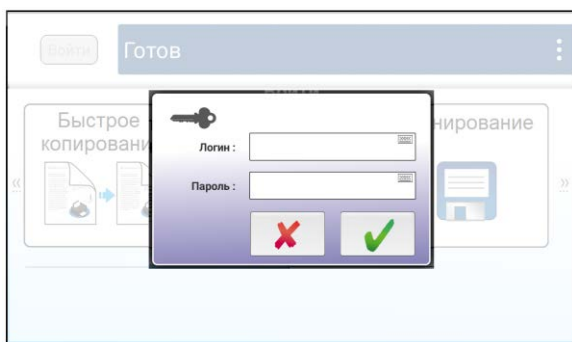 Войти
Готов
Быстрое
копировани
нирование
Логин :
Пароль :
«
»